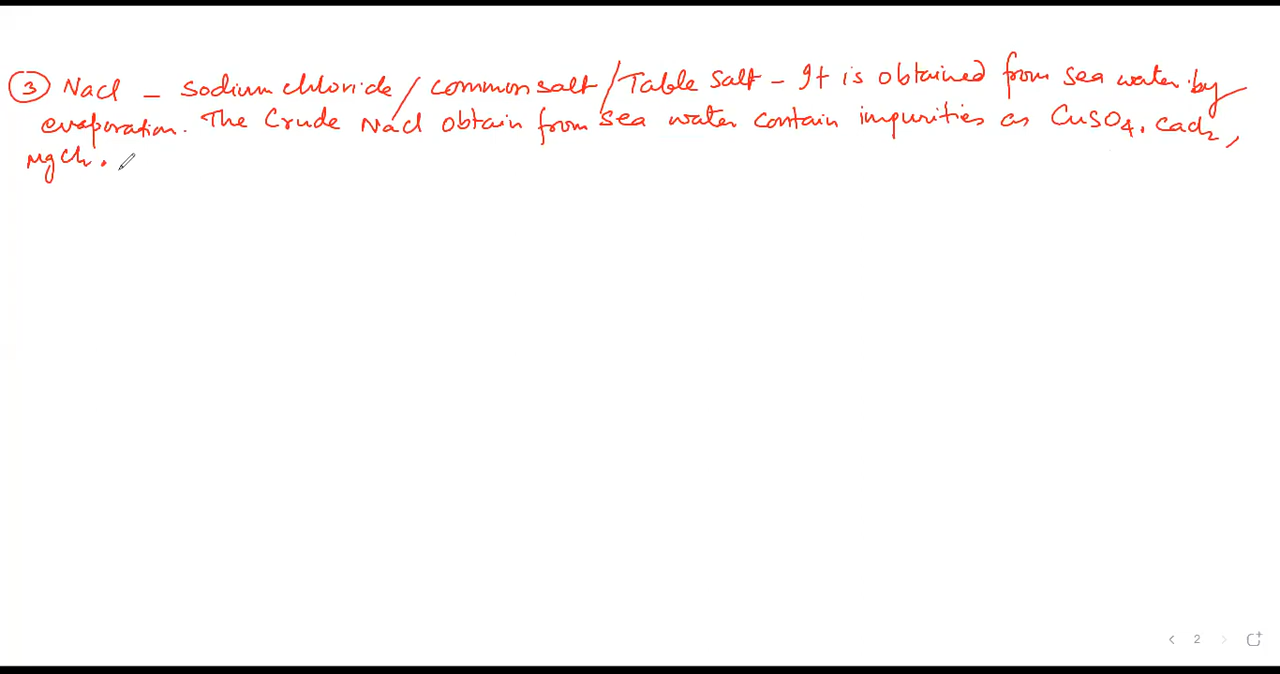 ③ Nacl – sodium chloride / common salt / Table salt – It is obtained from sea water by
evaporation. The Crude Nacl obtain from sea water contain impurities as CuSO4, CaCl2,
MgCl2.
2